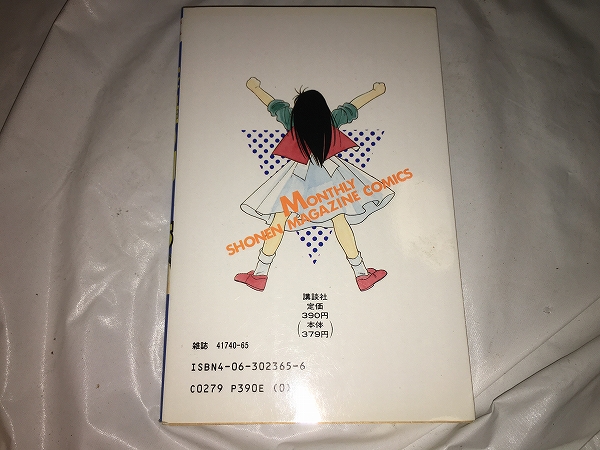 MONTHLY
SHONEN MAGAZINE COMICS
講談社
定価
390円
(本体
379円)
雑誌 41740-65
ISBN4-06-302365-6
C0279 P390E (0)